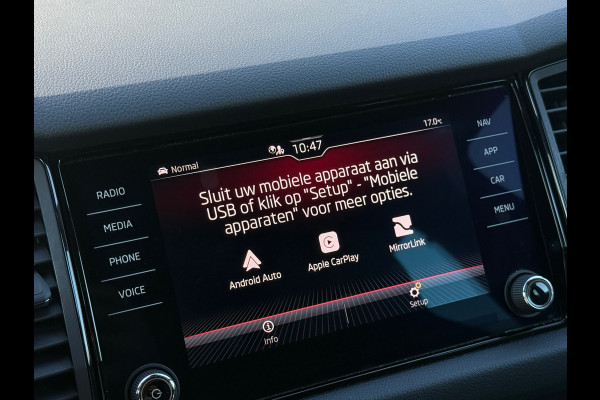 Normal
10:47
17.0°C
Sluit uw mobiele apparaat aan via
USB of klik op "Setup" - "Mobiele
apparaten" voor meer opties.
Android Auto
Apple CarPlay
MirrorLink
Info
Setup
RADIO
MEDIA
PHONE
VOICE
NAV
APP
CAR
MENU